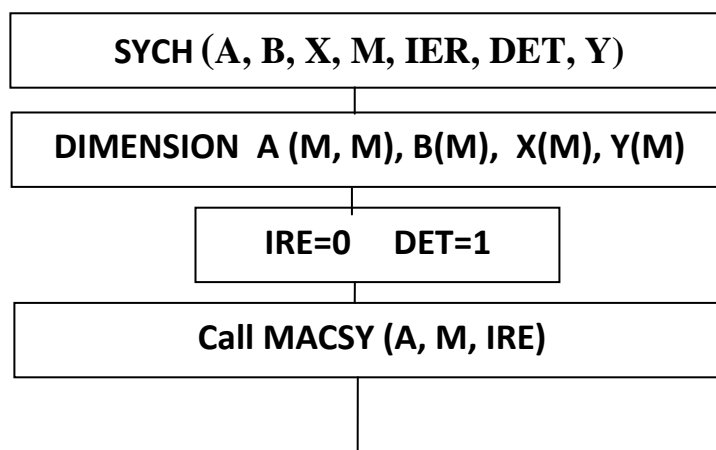 SYCH (A, B, X, M, IER, DET, Y)
DIMENSION A (M, M), B(M), X(M), Y(M)
IRE=0 DET=1
Call MACSY (A, M, IRE)